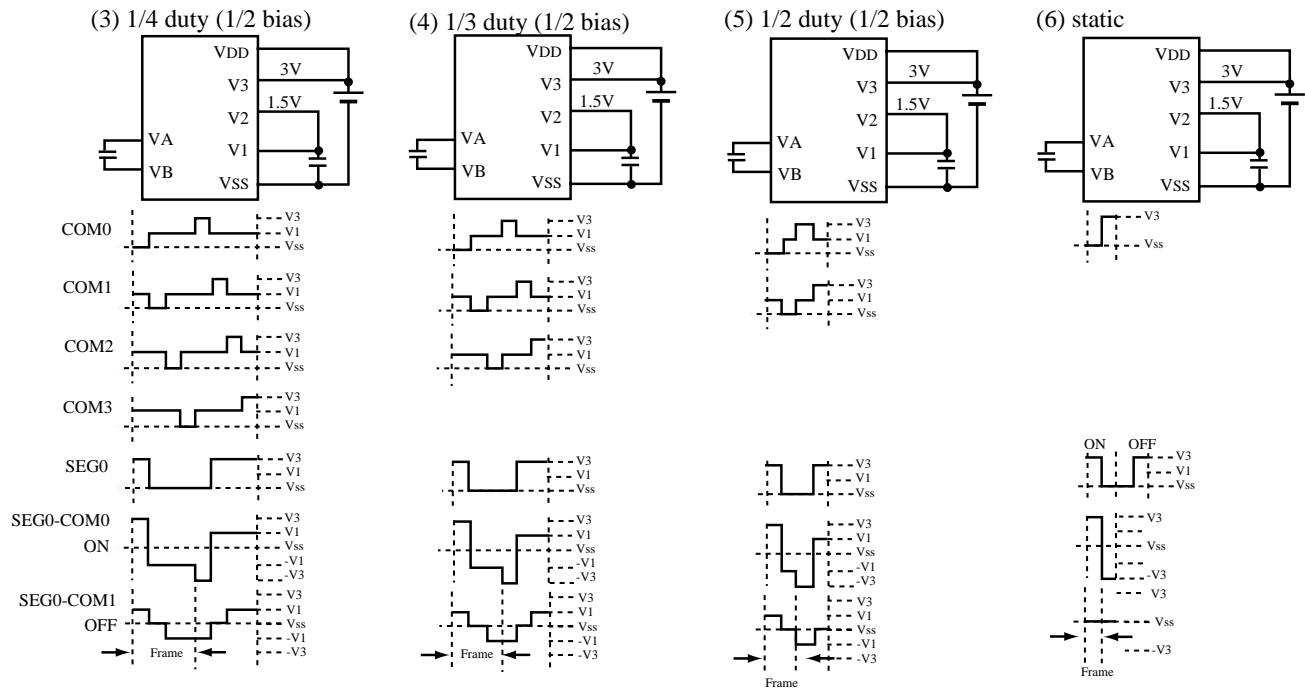 (3) 1/4 duty (1/2 bias)
VDD
3V
V3
1.5V
V2
VA
V1
VB
VSS
(4) 1/3 duty (1/2 bias)
VDD
3V
V3
1.5V
V2
VA
V1
VB
VSS
(5) 1/2 duty (1/2 bias)
VDD
3V
V3
1.5V
V2
VA
V1
VB
VSS
(6) static
VDD
3V
V3
1.5V
V2
VA
V1
VB
VSS
COM0
V3
V1
VSS
V3
V1
VSS
V3
V1
VSS
V3
VSS
COM1
V3
V1
VSS
V3
V1
VSS
V3
V1
VSS
COM2
V3
V1
VSS
V3
V1
VSS
COM3
V3
V1
VSS
SEG0
V3
V1
VSS
V3
V1
VSS
V3
V1
VSS
ON OFF
V3
V1
VSS
SEG0-COM0
ON
V3
V1
VSS
-V1
-V3
V3
V1
VSS
-V1
-V3
V3
V1
VSS
-V1
-V3
V3
VSS
-V3
SEG0-COM1
OFF
V3
V1
VSS
-V1
-V3
Frame
V3
V1
VSS
-V1
-V3
Frame
V3
V1
VSS
-V1
-V3
Frame
V3
VSS
-V3
Frame